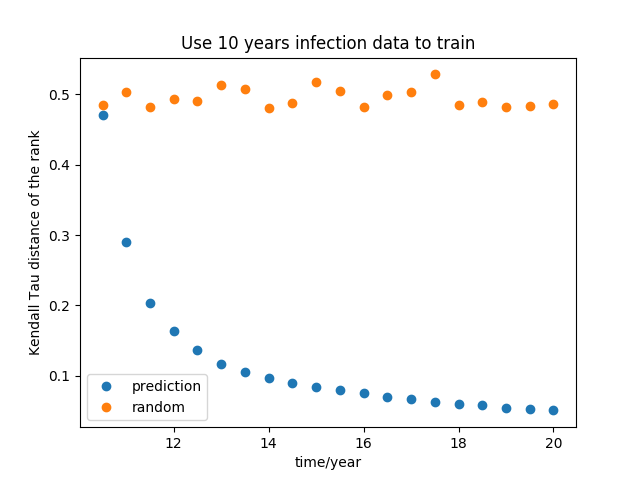 Use 10 years infection data to train
Kendall Tau distance of the rank
0.5
0.4
0.3
0.2
0.1
prediction
random
12 14 16 18 20
time/year